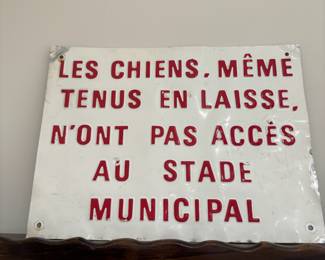 LES CHIENS, MÊME
TENUS EN LAISSE,
N'ONT PAS ACCÈS
AU STADE
MUNICIPAL